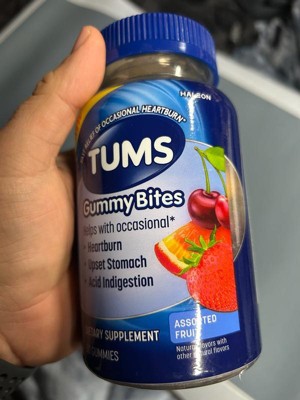 HALEON
OF OCCASIONAL HEARTBURN*
TUMS
Gummy Bites
Helps with occasional*
Heartburn
Upset Stomach
Acid Indigestion
DIETARY SUPPLEMENT
GUMMIES
ASSORTED
FRUIT
Natural flavors with
other natural flavors